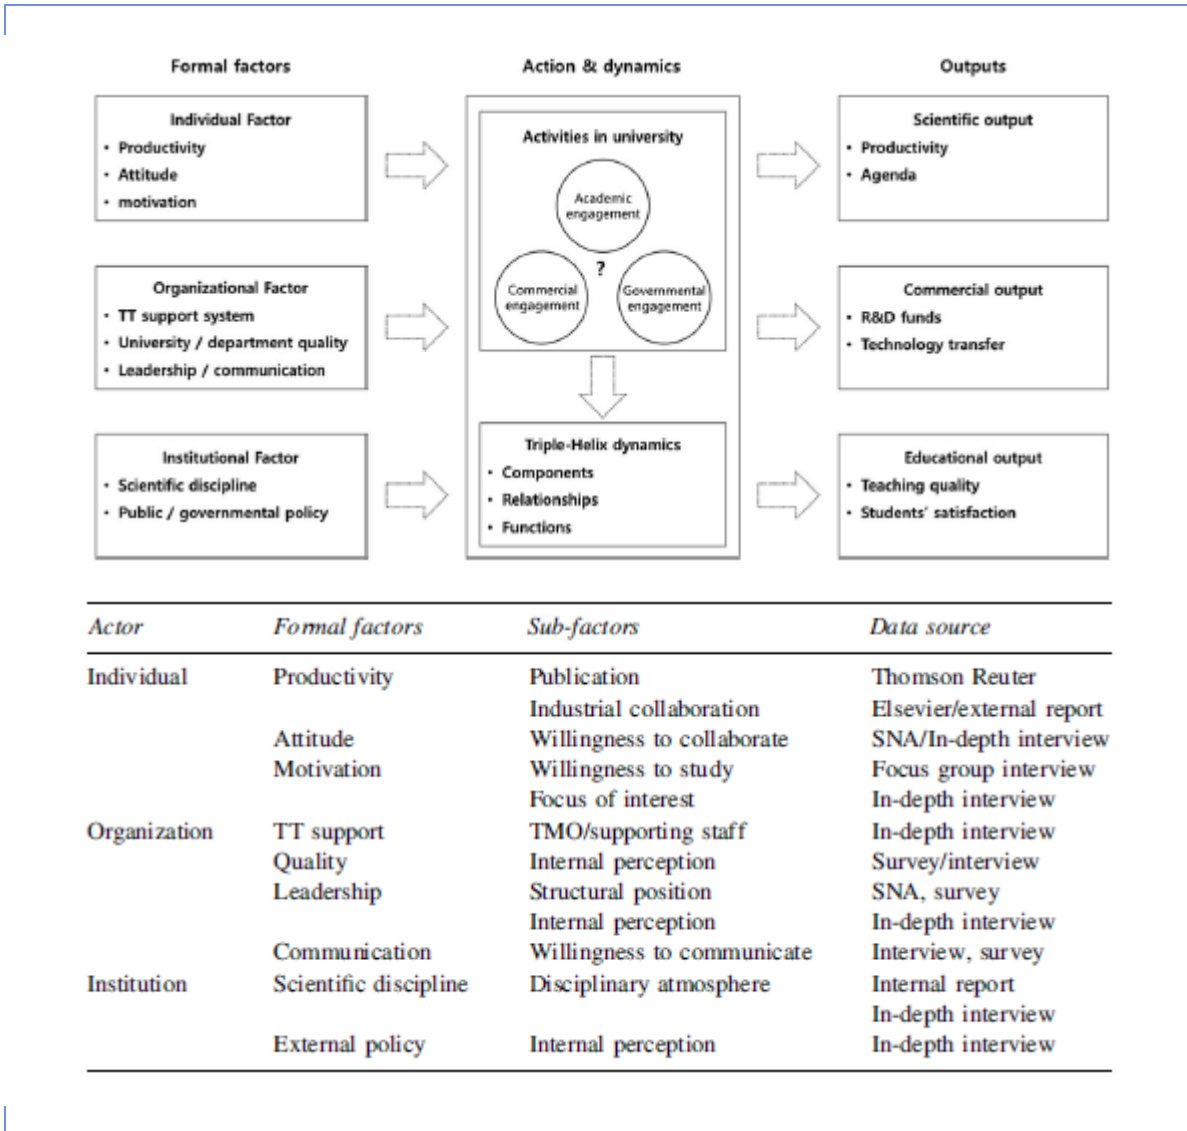 Formal factors
Action & dynamics
Outputs
Individual Factor
• Productivity
• Attitude
• motivation
Organizational Factor
• TT support system
• University / department quality
• Leadership / communication
Institutional Factor
• Scientific discipline
• Public / governmental policy
Activities in university
Academic
engagement
?
Commercial
engagement
Governmental
engagement
Triple-Helix dynamics
• Components
• Relationships
• Functions
Scientific output
• Productivity
• Agenda
Commercial output
• R&D funds
• Technology transfer
Educational output
• Teaching quality
• Students' satisfaction
Actor Formal factors Sub-factors Data source
Individual Productivity Publication Thomson Reuter
Industrial collaboration Elsevier/external report
Attitude Willingness to collaborate SNA/In-depth interview
Motivation Willingness to study Focus group interview
Focus of interest In-depth interview
Organization TT support TMO/supporting staff In-depth interview
Quality Internal perception Survey/interview
Leadership Structural position SNA, survey
Internal perception In-depth interview
Communication Willingness to communicate Interview, survey
Institution Scientific discipline Disciplinary atmosphere Internal report
In-depth interview
External policy Internal perception In-depth interview